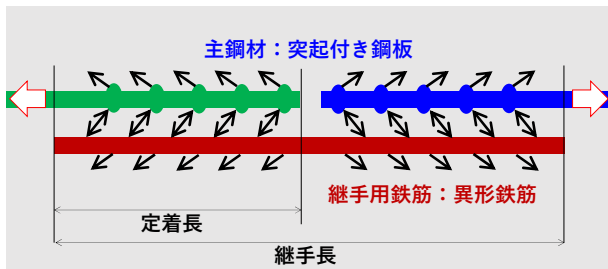 主鋼材：突起付き鋼板
継手用鉄筋：異形鉄筋
定着長
継手長